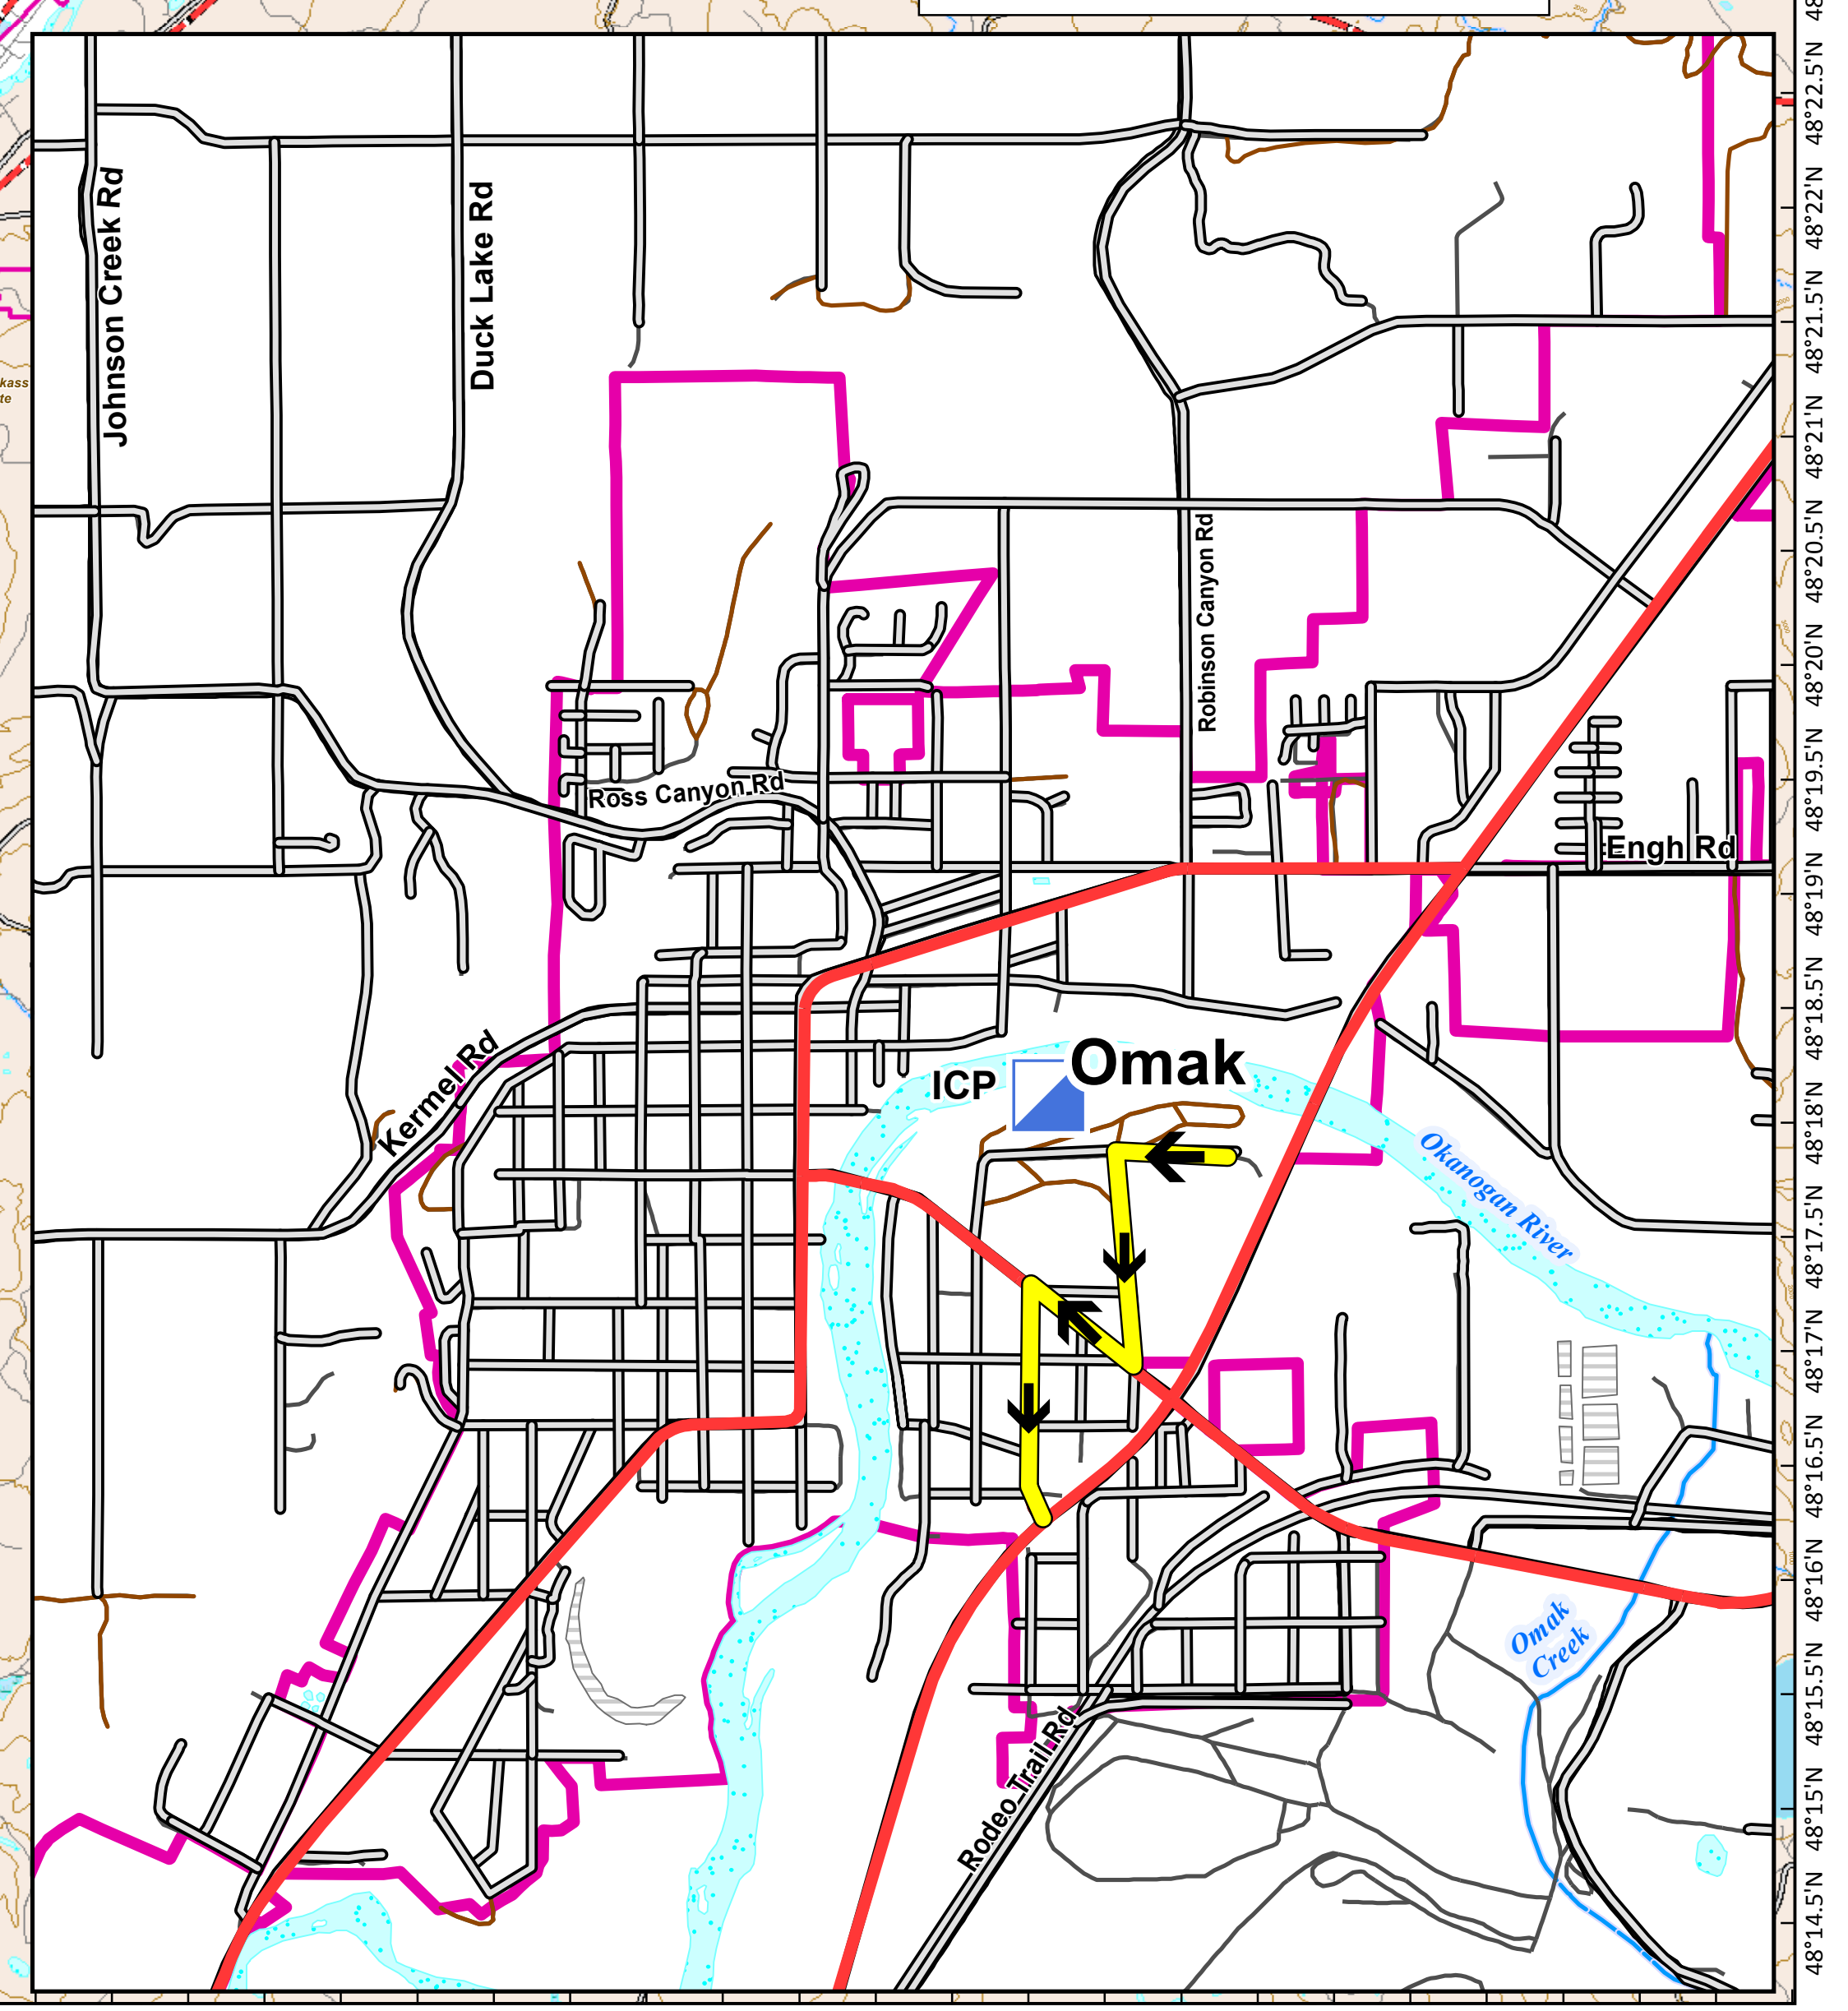 Johnson Creek Rd
Duck Lake Rd
Robinson Canyon Rd
Ross Canyon Rd
Engh Rd
Kermel Rd
Omak
ICP
Okanogan River
Omak
Creek
Rodeo Trail Rd
kass
te
48°22.5'N
48°22'N
48°21.5'N
48°21'N
48°20.5'N
48°20'N
48°19.5'N
48°19'N
48°18.5'N
48°18'N
48°17.5'N
48°17'N
48°16.5'N
48°16'N
48°15.5'N
48°15'N
48°14.5'N